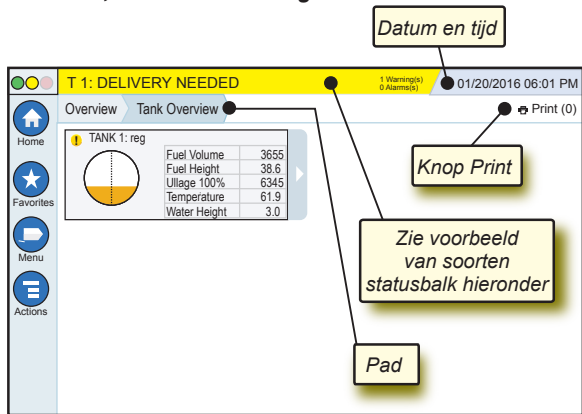 Datum en tijd
T 1: DELIVERY NEEDED
1 Warning(s)
0 Alarms(s)
01/20/2016 06:01 PM
Overview
Tank Overview
Print (0)
Home
Favorites
Menu
Actions
TANK 1: reg
Fuel Volume 3655
Fuel Height 38.6
Ullage 100% 6345
Temperature 61.9
Water Height 3.0
Knop Print
Zie voorbeeld
van soorten
statusbalk hieronder
Pad